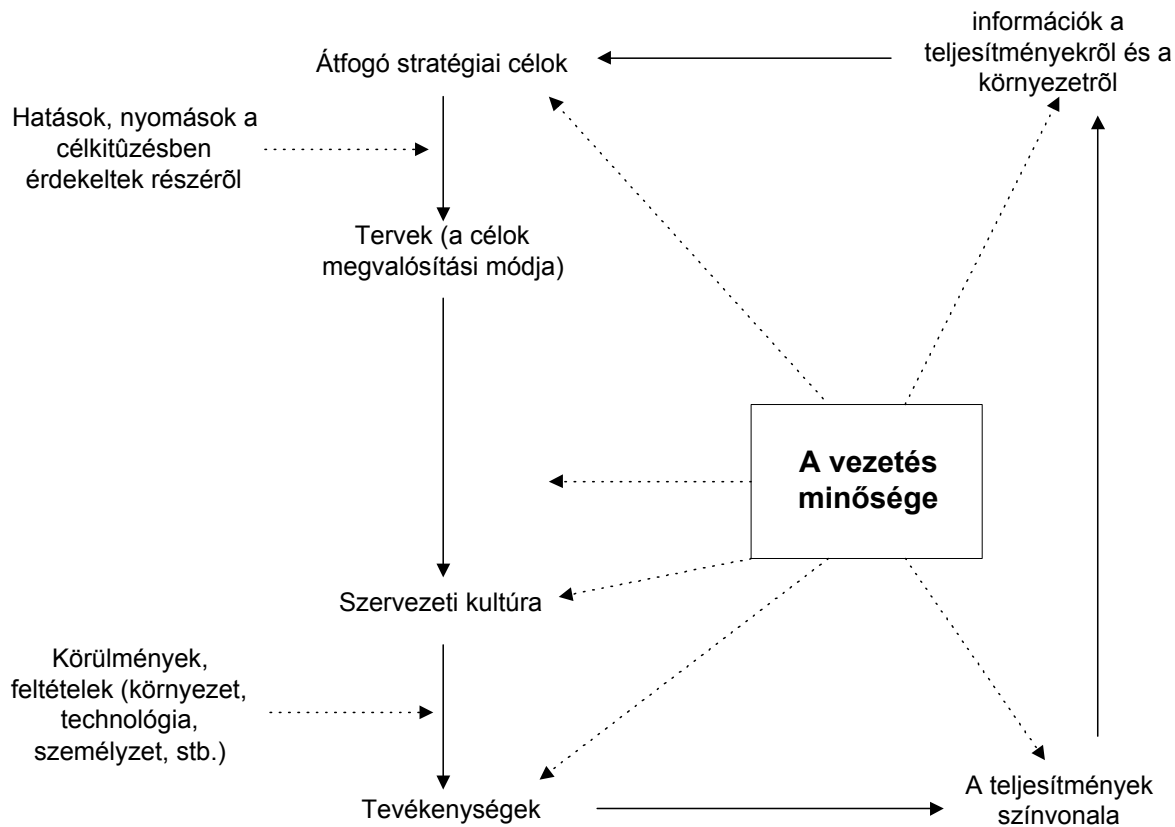 információk a
teljesítményekrõl és a
környezetrõl
Átfogó stratégiai célok
Hatások, nyomások a
célkitûzésben
érdekeltek részérõl
Tervek (a célok
megvalósítási módja)
A vezetés
minősége
Szervezeti kultúra
Körülmények,
feltételek (környezet,
technológia,
személyzet, stb.)
Tevékenységek
A teljesítmények
színvonala